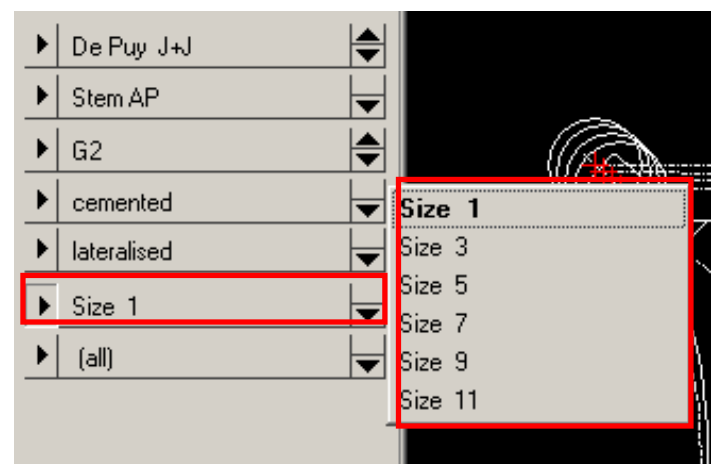 De Puy J+J
Stem AP
G2
cemented
lateralised
Size 1
(all)
Size 1
Size 3
Size 5
Size 7
Size 9
Size 11